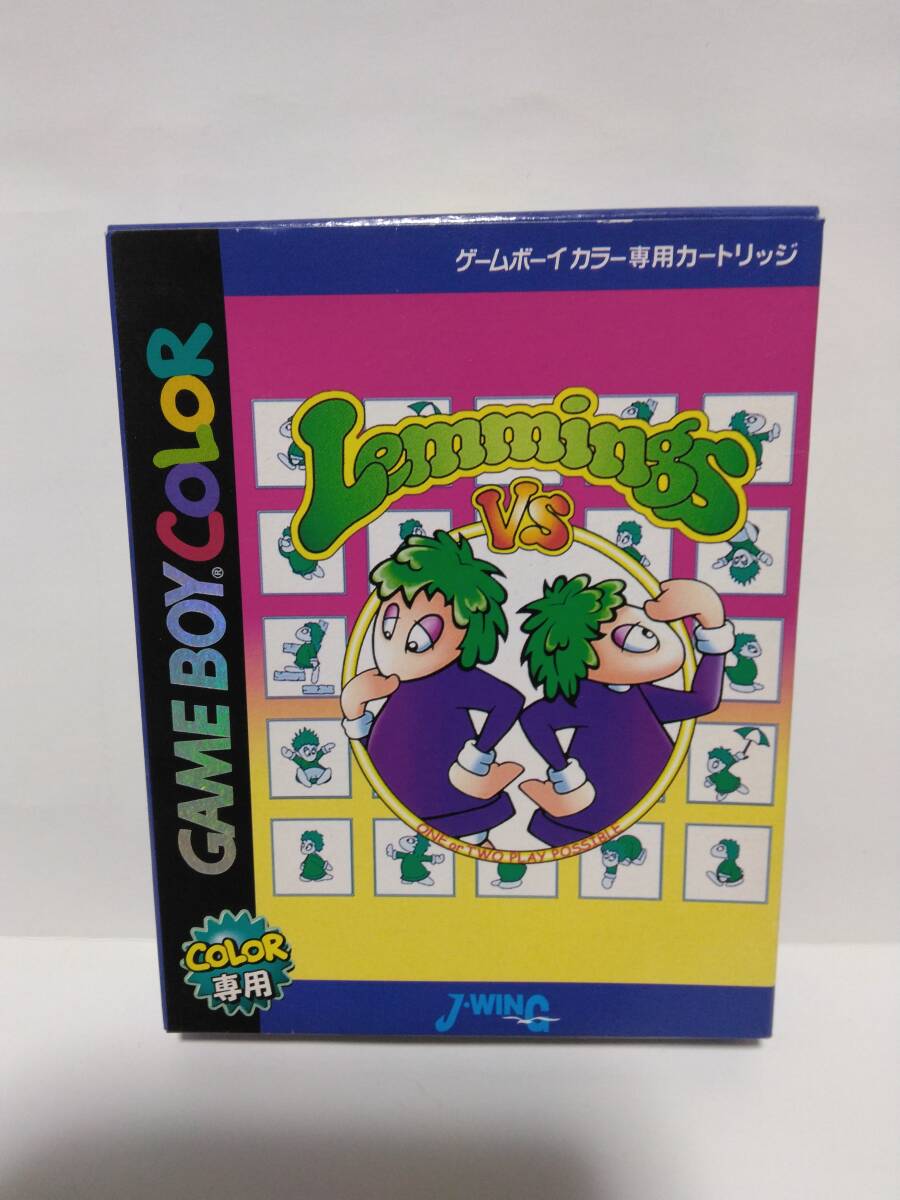 ゲームボーイカラー専用カートリッジ
GAME BOY® COLOR
Lemmings
VS
ONE or TWO PLAY POSSIBLE
COLOR
専用
J・WING